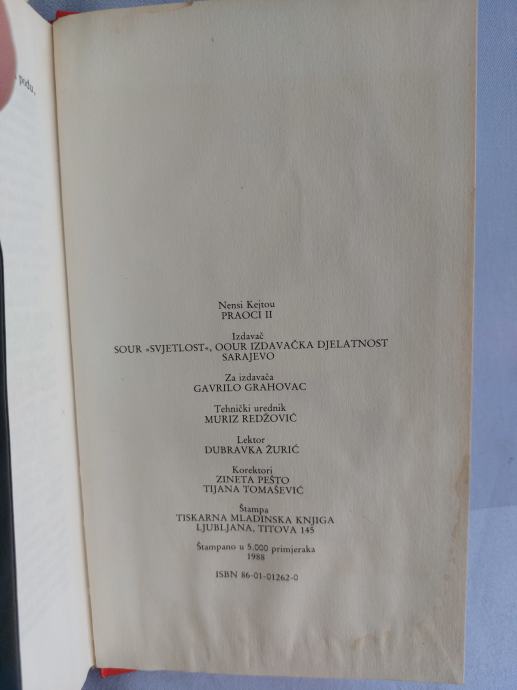 podu.
Nensi Kejtou
PRAOCI II
Izdavač
SOUR »SVJETLOST«, OOUR IZDAVAČKA DJELATNOST
SARAJEVO
Za izdavača
GAVRILO GRAHOVAC
Tehnički urednik
MURIZ REDŽOVIĆ
Lektor
DUBRAVKA ŽURIĆ
Korektori
ZINETA PEŠTO
TIJANA TOMAŠEVIĆ
Štampa
TISKARNA MLADINSKA KNJIGA
LJUBLJANA, TITOVA 145
Štampano u 5.000 primjeraka
1988
ISBN 86-01-01262-0